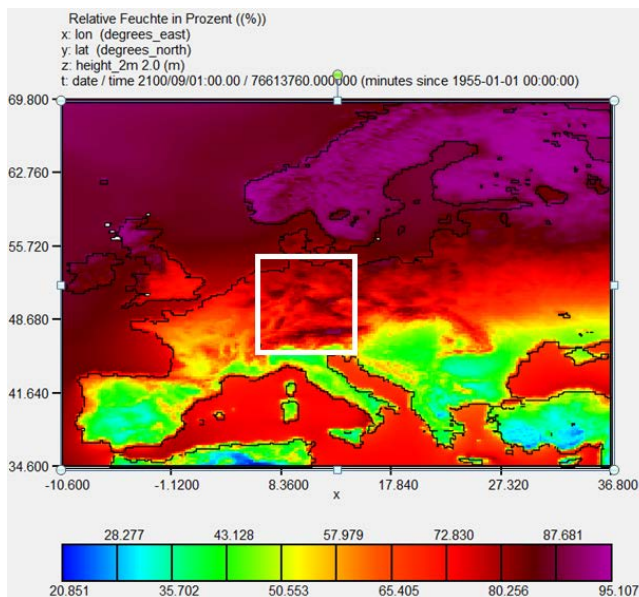 Relative Feuchte in Prozent ((%)
x: lon (degrees_east)
y: lat (degrees_north)
z: height_2m 2.0 (m)
t: date / time 2100/09/01:00.00 / 76613760.000000 (minutes since 1955-01-01 00:00:00)
69.800
62.760
55.720
48.680
41.640
34.600
-10.600 -1.1200 8.3600 17.840 27.320 36.800
x
28.277 43.128 57.979 72.830 87.681
20.851 35.702 50.553 65.405 80.256 95.107